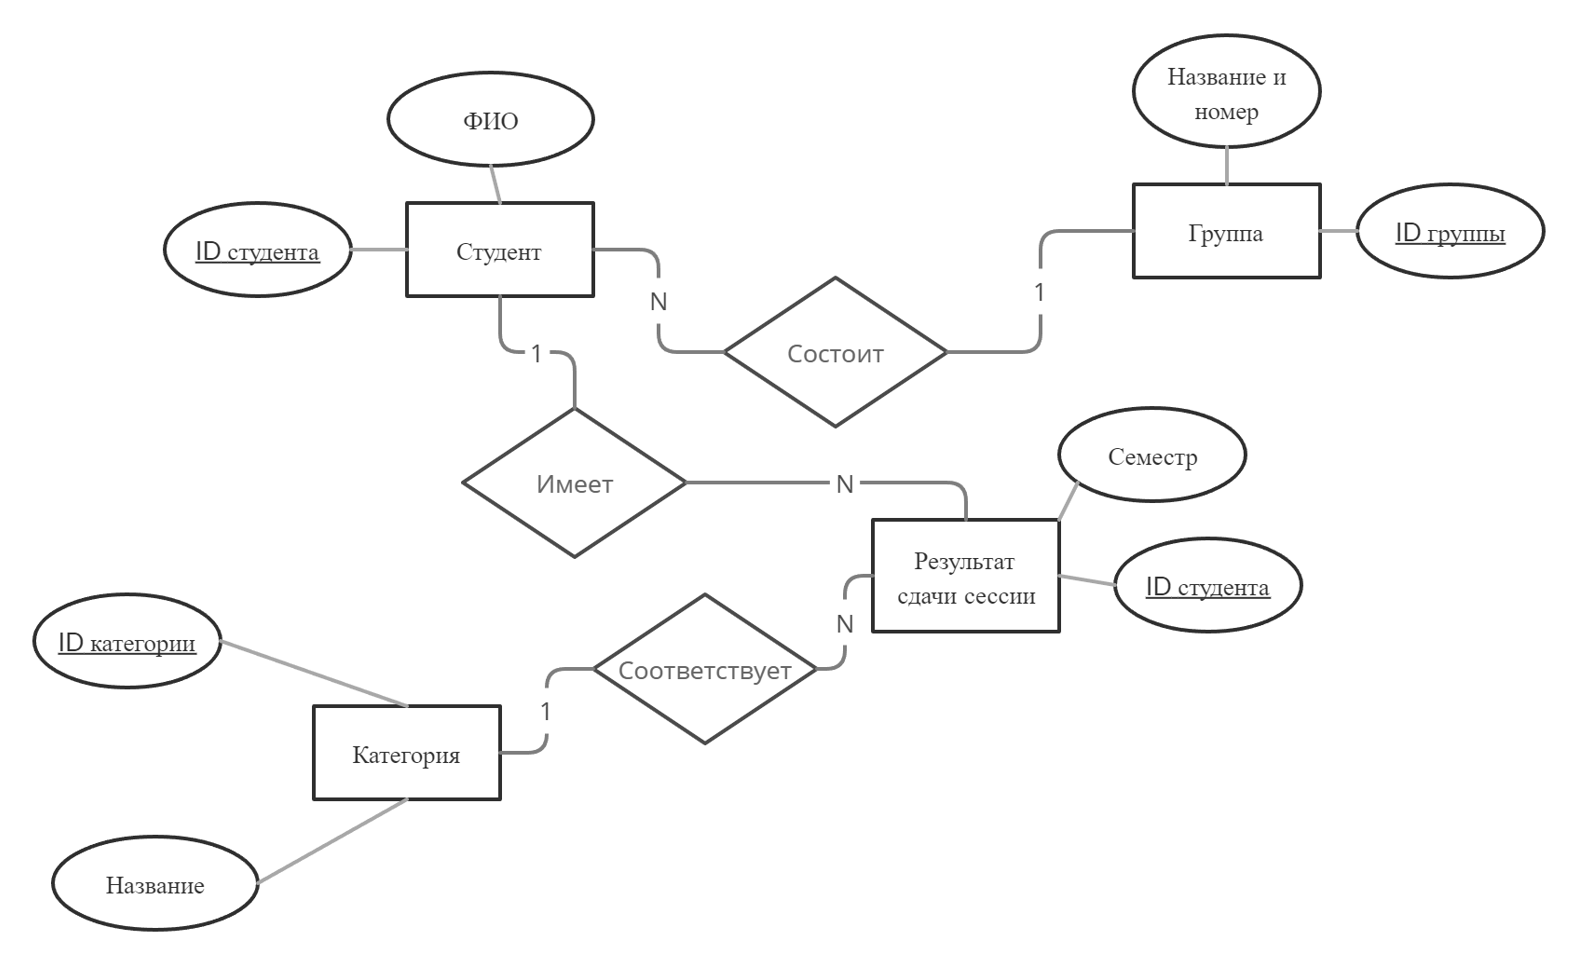 Название и
номер
ФИО
ID студента
Студент
Группа
ID группы
N
1
Состоит
1
Имеет
N
Семестр
Результат
сдачи сессии
ID студента
N
ID категории
Соответствует
1
Категория
Название